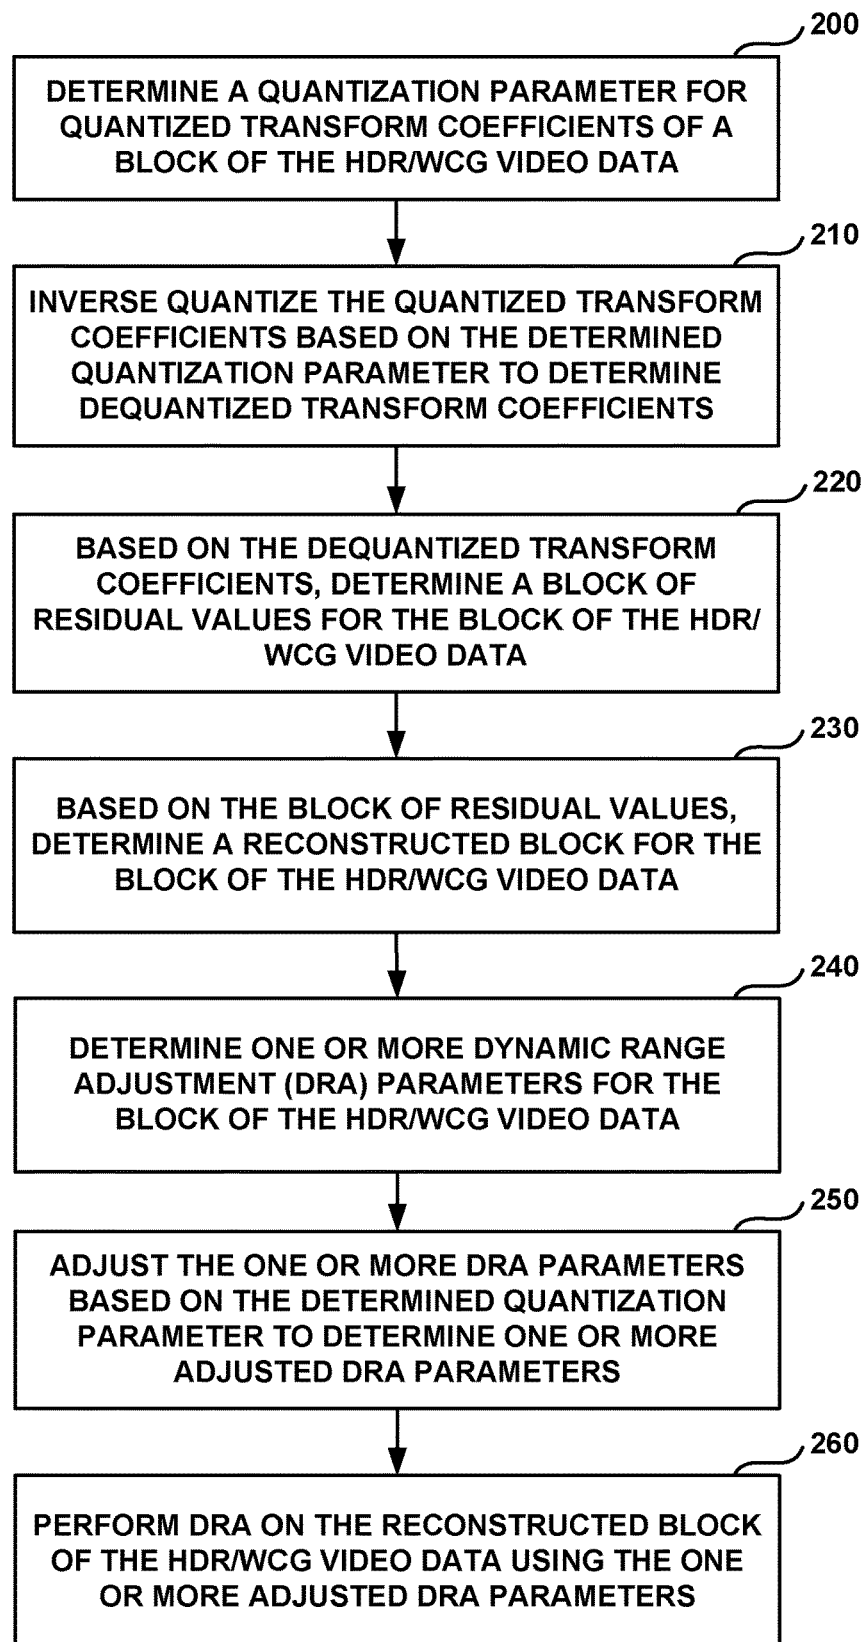 200
DETERMINE A QUANTIZATION PARAMETER FOR
QUANTIZED TRANSFORM COEFFICIENTS OF A
BLOCK OF THE HDR/WCG VIDEO DATA
210
INVERSE QUANTIZE THE QUANTIZED TRANSFORM
COEFFICIENTS BASED ON THE DETERMINED
QUANTIZATION PARAMETER TO DETERMINE
DEQUANTIZED TRANSFORM COEFFICIENTS
220
BASED ON THE DEQUANTIZED TRANSFORM
COEFFICIENTS, DETERMINE A BLOCK OF
RESIDUAL VALUES FOR THE BLOCK OF THE HDR/
WCG VIDEO DATA
230
BASED ON THE BLOCK OF RESIDUAL VALUES,
DETERMINE A RECONSTRUCTED BLOCK FOR THE
BLOCK OF THE HDR/WCG VIDEO DATA
240
DETERMINE ONE OR MORE DYNAMIC RANGE
ADJUSTMENT (DRA) PARAMETERS FOR THE
BLOCK OF THE HDR/WCG VIDEO DATA
250
ADJUST THE ONE OR MORE DRA PARAMETERS
BASED ON THE DETERMINED QUANTIZATION
PARAMETER TO DETERMINE ONE OR MORE
ADJUSTED DRA PARAMETERS
260
PERFORM DRA ON THE RECONSTRUCTED BLOCK
OF THE HDR/WCG VIDEO DATA USING THE ONE
OR MORE ADJUSTED DRA PARAMETERS